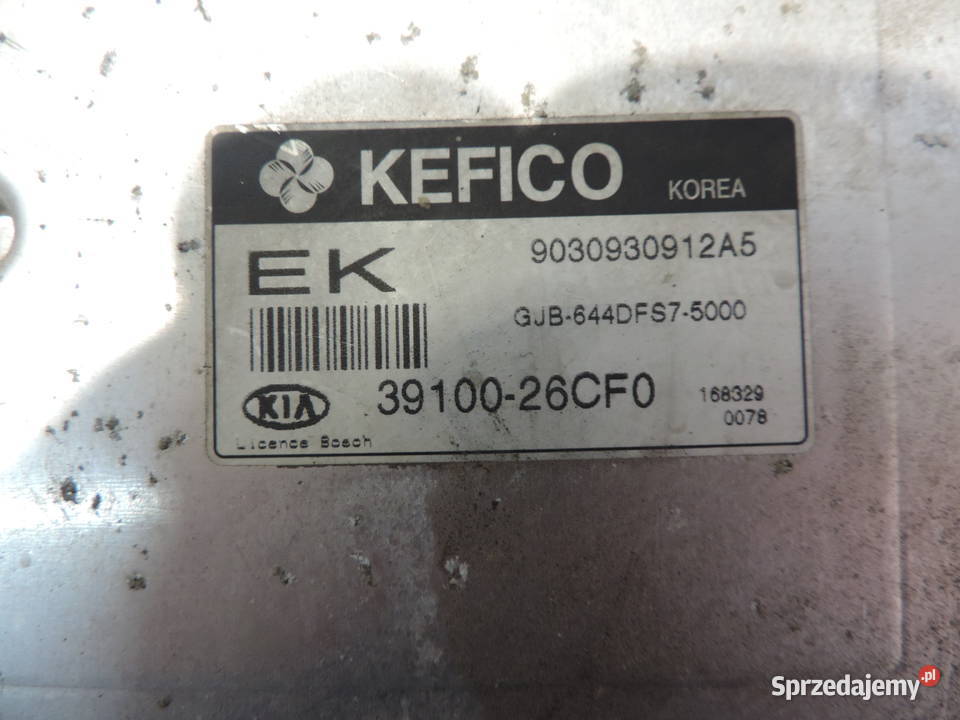 KEFICO KOREA
EK 9030930912A5
GJB-644DFS7-5000
KIA 39100-26CF0 168329
0078
Licence Bosch
Sprzedajemy.pl